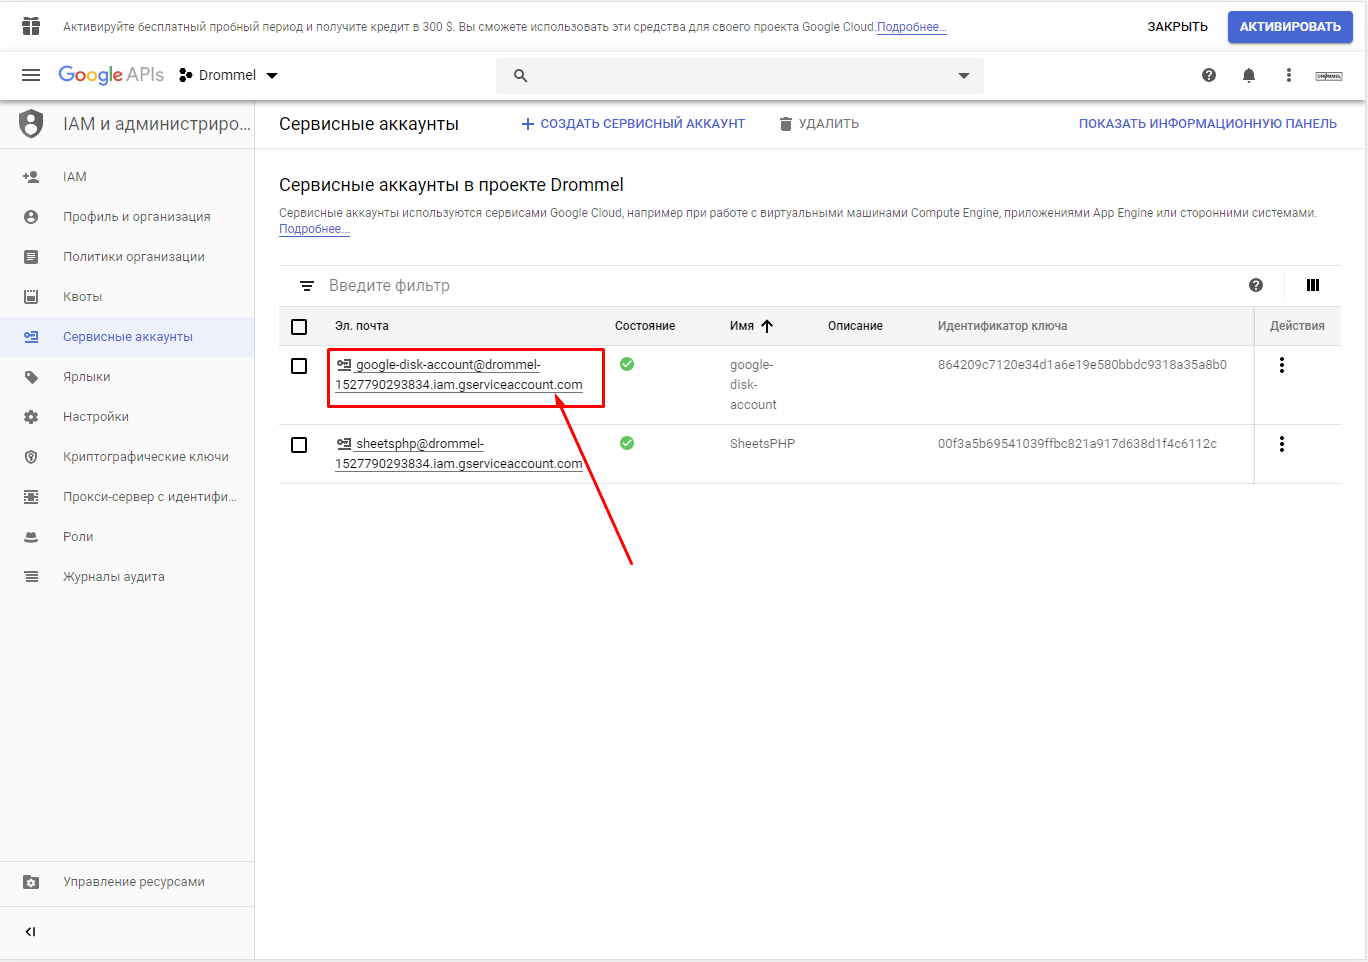 Активируйте бесплатный пробный период и получите кредит в 300 $. Вы сможете использовать эти средства для своего проекта Google Cloud. Подробнее...
ЗАКРЫТЬ
АКТИВИРОВАТЬ
Google APIs
Drommel
DROMMEL
IAM и администриро...
Сервисные аккаунты
СОЗДАТЬ СЕРВИСНЫЙ АККАУНТ
УДАЛИТЬ
ПОКАЗАТЬ ИНФОРМАЦИОННУЮ ПАНЕЛЬ
IAM
Профиль и организация
Политики организации
Квоты
Сервисные аккаунты
Ярлыки
Настройки
Криптографические ключи
Прокси-сервер с идентифи...
Роли
Журналы аудита
Управление ресурсами
Сервисные аккаунты в проекте Drommel
Сервисные аккаунты используются сервисами Google Cloud, например при работе с виртуальными машинами Compute Engine, приложениями App Engine или сторонними системами.
Подробнее...
Введите фильтр
Эл. почта
Состояние
Имя
Описание
Идентификатор ключа
Действия
google-disk-account@drommel-
1527790293834.iam.gserviceaccount.com
google-
disk-
account
864209c7120e34d1a6e19e580bbdc9318a35a8b0
sheetsphp@drommel-
1527790293834.iam.gserviceaccount.com
SheetsPHP
00f3a5b69541039ffbc821a917d638d1f4c6112c